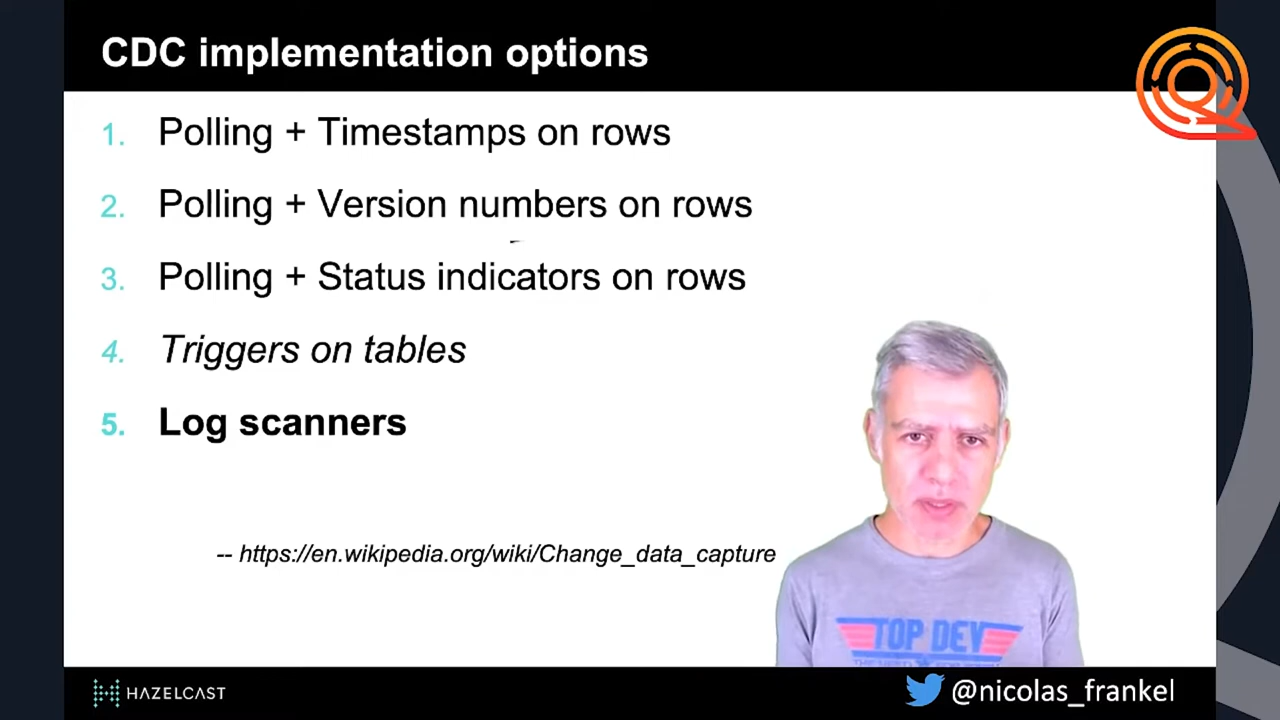 CDC implementation options
1. Polling + Timestamps on rows
2. Polling + Version numbers on rows
3. Polling + Status indicators on rows
4. Triggers on tables
5. Log scanners
-- https://en.wikipedia.org/wiki/Change_data_capture
TOP DEV
HAZELCAST
@nicolas_frankel